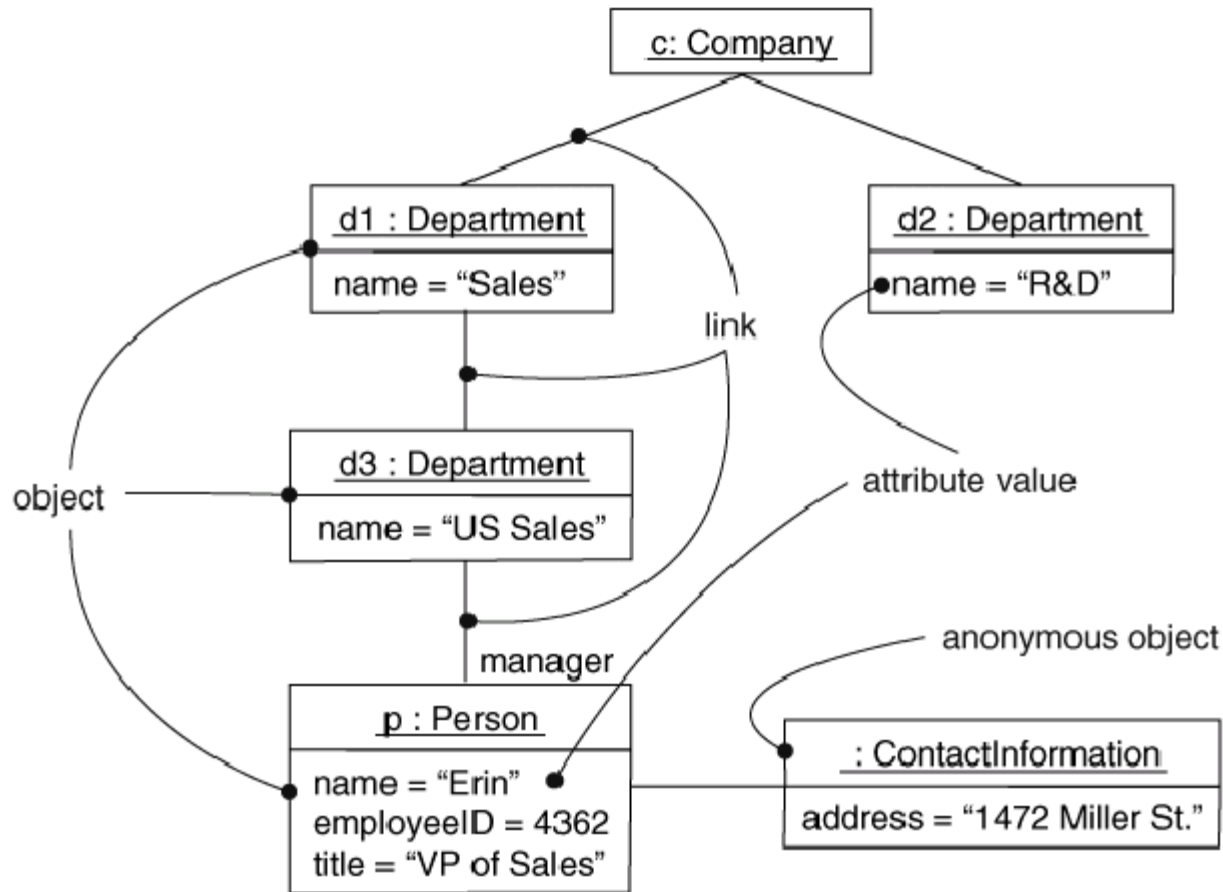 c: Company
d1 : Department
name = “Sales”
d2 : Department
name = “R&D”
link
d3 : Department
name = “US Sales”
object
attribute value
anonymous object
manager
p : Person
name = “Erin”
employeeID = 4362
title = “VP of Sales”
: ContactInformation
address = “1472 Miller St.”